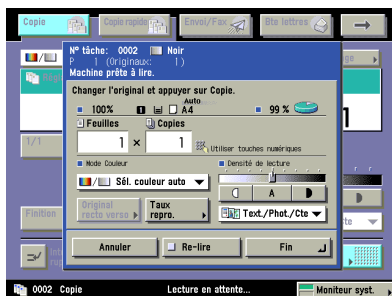 Copie
Copie rapide
Envoi/Fax
Bte lettres
Nº tâche: 0002 Noir
P 1 (Originaux: 1)
Machine prête à lire.
Changer l'original et appuyer sur Copie.
100% Auto A4 99 %
Feuilles Copies
1 × 1
Utiliser touches numériques
1/1
Mode Couleur
Densité de lecture
Sél. couleur auto
A
Original recto verso
Taux repro.
Text./Phot./Cte
Finition
Annuler
Re-lire
Fin
0002 Copie Lecture en attente... Moniteur syst.